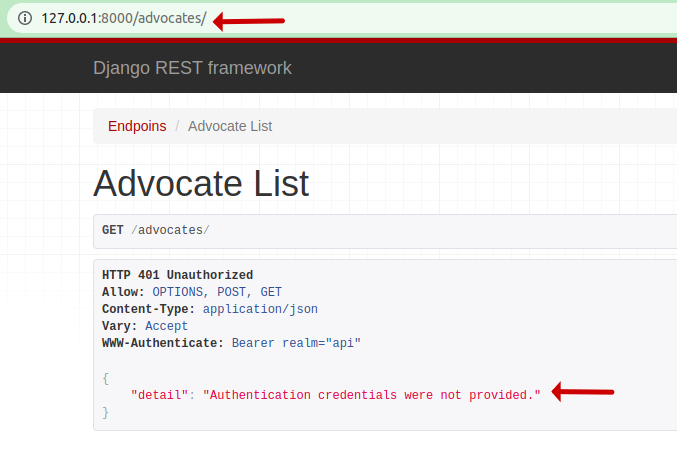 127.0.0.1:8000/advocates/
Django REST framework
Endpoins / Advocate List
Advocate List
GET /advocates/
HTTP 401 Unauthorized
Allow: OPTIONS, POST, GET
Content-Type: application/json
Vary: Accept
WWW-Authenticate: Bearer realm="api"
{
    "detail": "Authentication credentials were not provided."
}